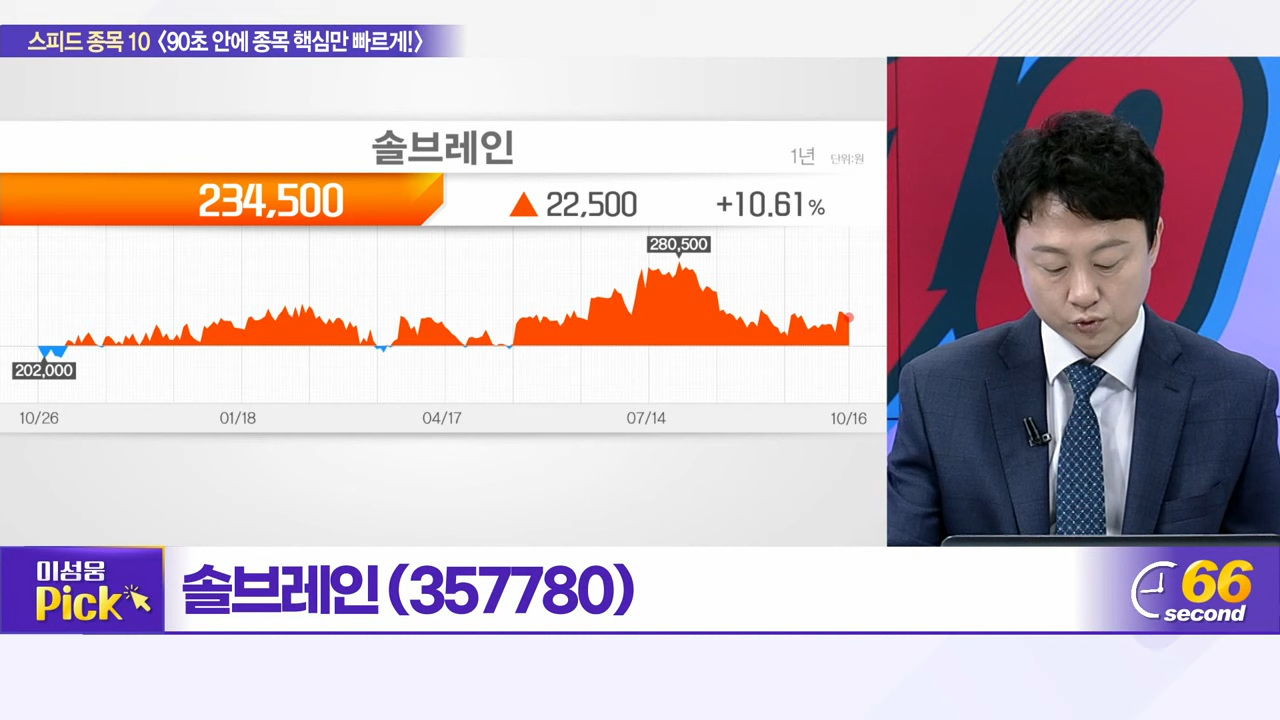 스피드 종목 10 〈90초 안에 종목 핵심만 빠르게!〉
솔브레인
1년 단위:원
234,500 ▲ 22,500 +10.61%
280,500
202,000
10/26 01/18 04/17 07/14 10/16
이성웅
Pick
솔브레인 (357780)
66
second